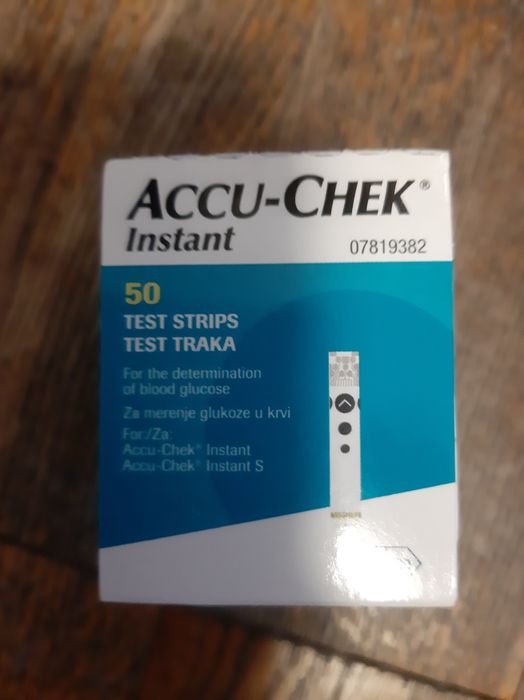 ACCU-CHEK®
Instant
07819382
50
TEST STRIPS
TEST TRAKA
For the determination
of blood glucose
Za merenje glukoze u krvi
For:/Za:
Accu-Chek® Instant
Accu-Chek® Instant S